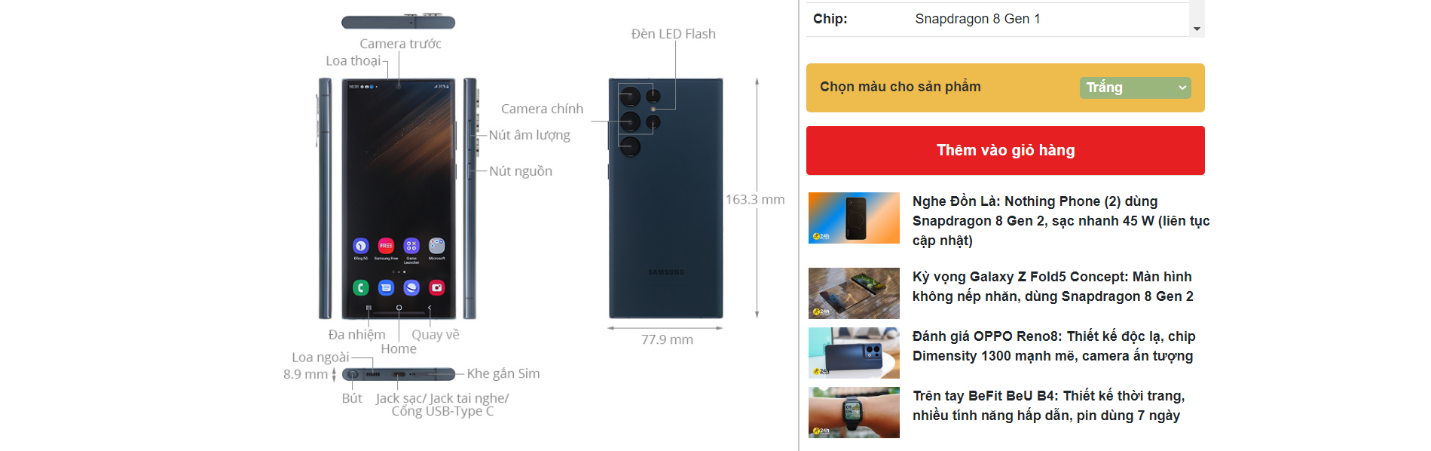 Camera trước
Loa thoại
Đèn LED Flash
Camera chính
Nút âm lượng
Nút nguồn
163.3 mm
SAMSUNG
77.9 mm
Đa nhiệm
Quay về
Home
Loa ngoài
8.9 mm
Khe gắn Sim
Bút
Jack sạc/ Jack tai nghe/
Cổng USB-Type C
Chip:
Snapdragon 8 Gen 1
Chọn màu cho sản phẩm
Trắng
Thêm vào giỏ hàng
Nghe Đồn Là: Nothing Phone (2) dùng
Snapdragon 8 Gen 2, sạc nhanh 45 W (liên tục
cập nhật)
Kỳ vọng Galaxy Z Fold5 Concept: Màn hình
không nếp nhăn, dùng Snapdragon 8 Gen 2
Đánh giá OPPO Reno8: Thiết kế độc lạ, chip
Dimensity 1300 mạnh mẽ, camera ấn tượng
Trên tay BeFit BeU B4: Thiết kế thời trang,
nhiều tính năng hấp dẫn, pin dùng 7 ngày